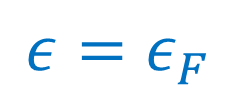 ϵ = ϵ_F